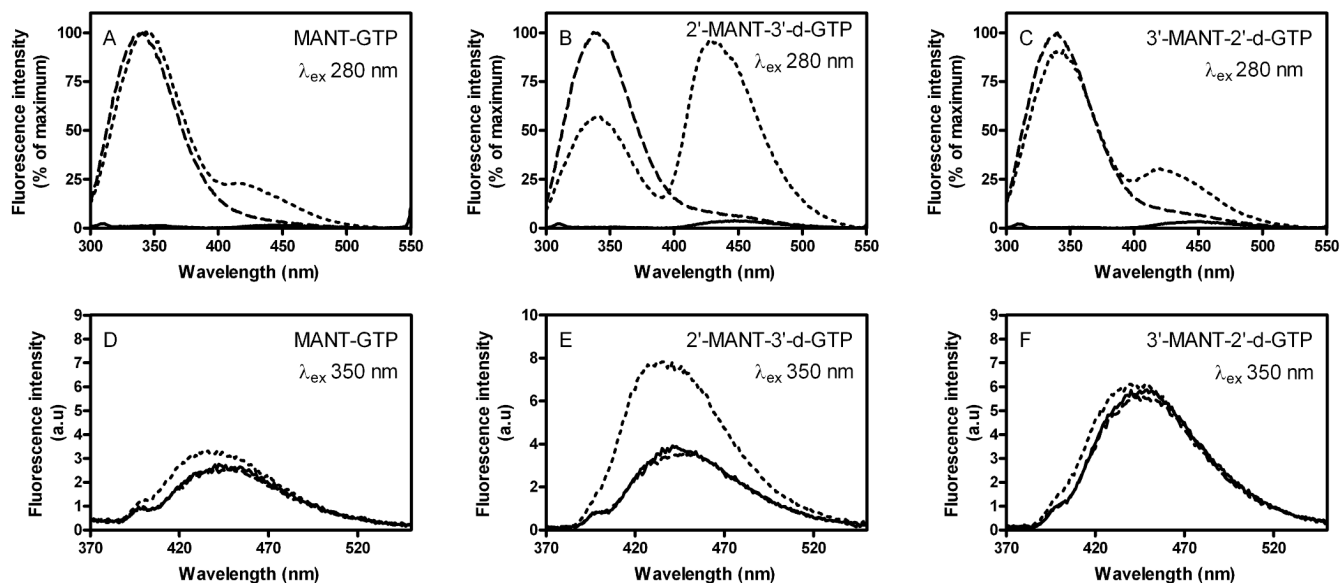 A
MANT-GTP
λex 280 nm
Fluorescence intensity
(% of maximum)
100
75
50
25
0
300 350 400 450 500 550
Wavelength (nm)
B
2'-MANT-3'-d-GTP
λex 280 nm
Fluorescence intensity
(% of maximum)
100
75
50
25
0
300 350 400 450 500 550
Wavelength (nm)
C
3'-MANT-2'-d-GTP
λex 280 nm
Fluorescence intensity
(% of maximum)
100
75
50
25
0
300 350 400 450 500 550
Wavelength (nm)
D
MANT-GTP
λex 350 nm
Fluorescence intensity
(a.u)
9
8
7
6
5
4
3
2
1
0
370 420 470 520
Wavelength (nm)
E
2'-MANT-3'-d-GTP
λex 350 nm
Fluorescence intensity
(a.u)
10
8
6
4
2
0
370 420 470 520
Wavelength (nm)
F
3'-MANT-2'-d-GTP
λex 350 nm
Fluorescence intensity
(a.u)
9
8
7
6
5
4
3
2
1
0
370 420 470 520
Wavelength (nm)